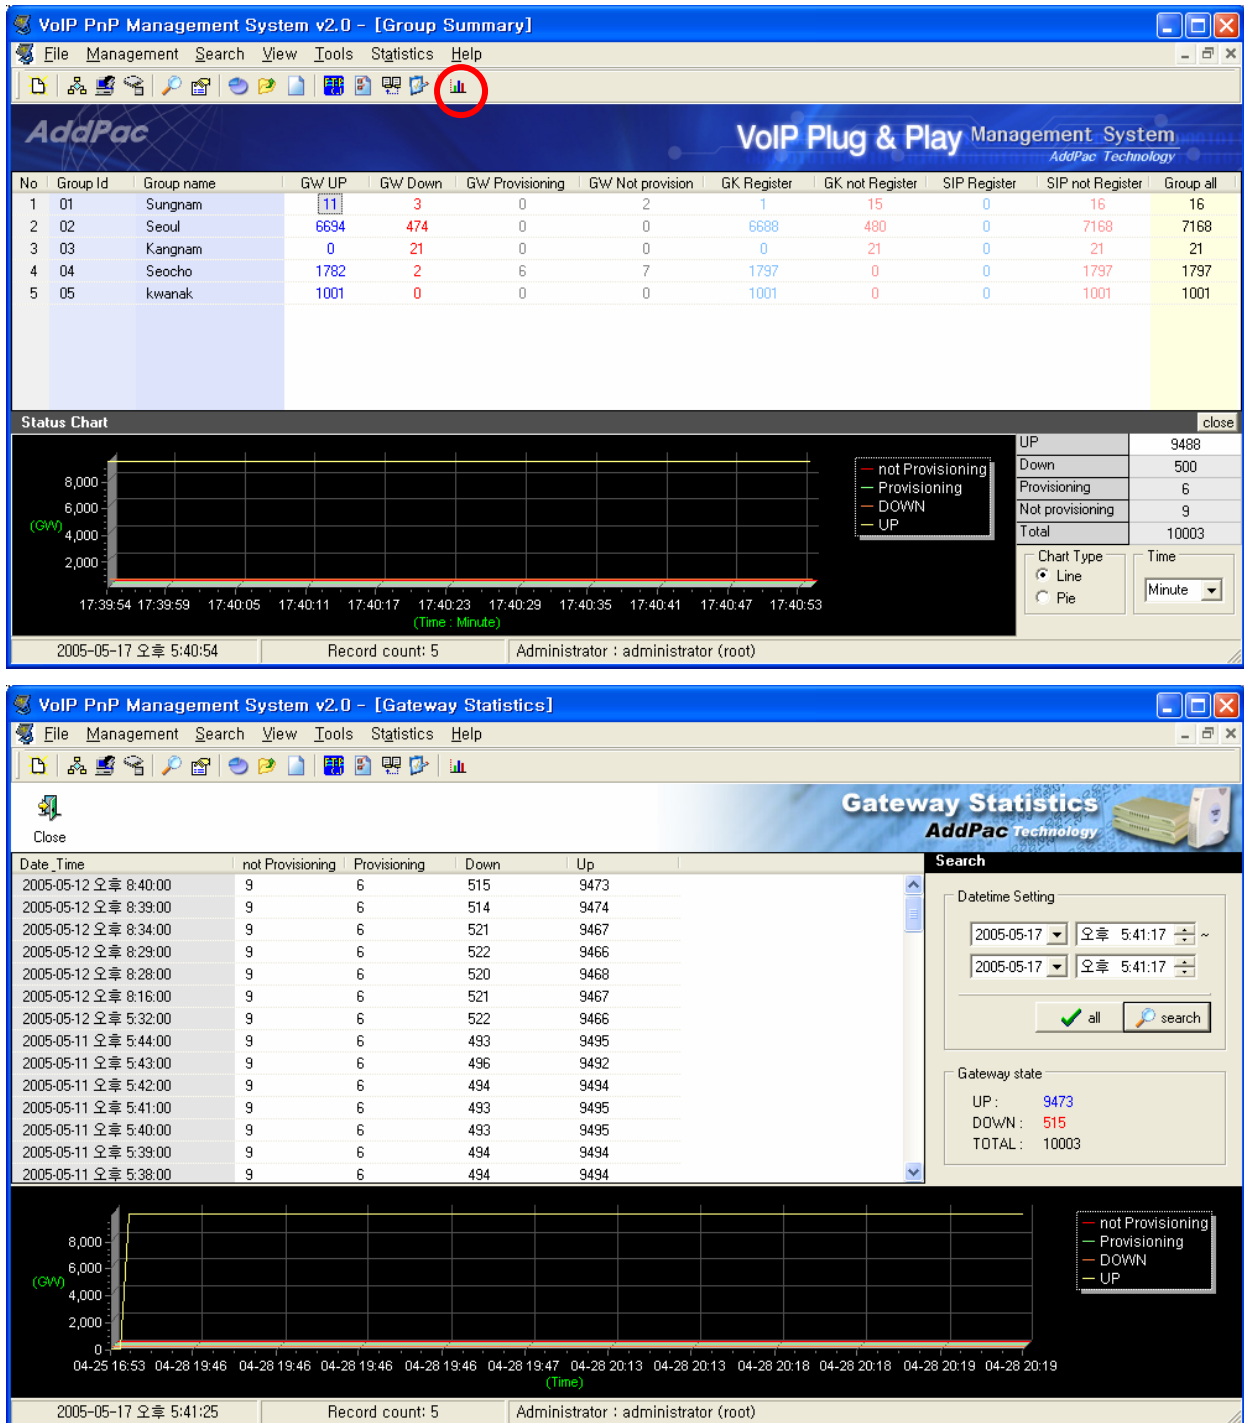 VoIP PnP Management System v2.0 - [Group Summary]
File Management Search View Tools Statistics Help
AddPac
VoIP Plug & Play Management System
AddPac Technology
No Group Id Group name GW UP GW Down GW Provisioning GW Not provision GK Register GK not Register SIP Register SIP not Register Group all
1 01 Sungnam 11 3 0 2 1 15 0 16 16
2 02 Seoul 6694 474 0 0 6688 480 0 7168 7168
3 03 Kangnam 0 21 0 0 0 21 0 21 21
4 04 Seocho 1782 2 6 7 1797 0 0 1797 1797
5 05 kwanak 1001 0 0 0 1001 0 0 1001 1001
Status Chart close
UP 9488
Down 500
Provisioning 6
Not provisioning 9
Total 10003
8,000
6,000
(GW)
4,000
2,000
not Provisioning
Provisioning
DOWN
UP
Chart Type
Line
Pie
Time
Minute
17:39:54 17:39:59 17:40:05 17:40:11 17:40:17 17:40:23 17:40:29 17:40:35 17:40:41 17:40:47 17:40:53
(Time : Minute)
2005-05-17 오후 5:40:54 Record count: 5 Administrator : administrator (root)
VoIP PnP Management System v2.0 - [Gateway Statistics]
File Management Search View Tools Statistics Help
Close
Gateway Statistics
AddPac Technology
Date_Time not Provisioning Provisioning Down Up
2005-05-12 오후 8:40:00 9 6 515 9473
2005-05-12 오후 8:39:00 9 6 514 9474
2005-05-12 오후 8:34:00 9 6 521 9467
2005-05-12 오후 8:29:00 9 6 522 9466
2005-05-12 오후 8:28:00 9 6 520 9468
2005-05-12 오후 8:16:00 9 6 521 9467
2005-05-12 오후 5:32:00 9 6 522 9466
2005-05-11 오후 5:44:00 9 6 493 9495
2005-05-11 오후 5:43:00 9 6 496 9492
2005-05-11 오후 5:42:00 9 6 494 9494
2005-05-11 오후 5:41:00 9 6 493 9495
2005-05-11 오후 5:40:00 9 6 493 9495
2005-05-11 오후 5:39:00 9 6 494 9494
2005-05-11 오후 5:38:00 9 6 494 9494
Search
Datetime Setting
2005-05-17 오후 5:41:17 ~
2005-05-17 오후 5:41:17
all search
Gateway state
UP : 9473
DOWN : 515
TOTAL : 10003
8,000
6,000
(GW)
4,000
2,000
0
not Provisioning
Provisioning
DOWN
UP
04-25 16:53 04-28 19:46 04-28 19:46 04-28 19:46 04-28 19:46 04-28 19:47 04-28 20:13 04-28 20:13 04-28 20:18 04-28 20:18 04-28 20:19 04-28 20:19
(Time)
2005-05-17 오후 5:41:25 Record count: 5 Administrator : administrator (root)